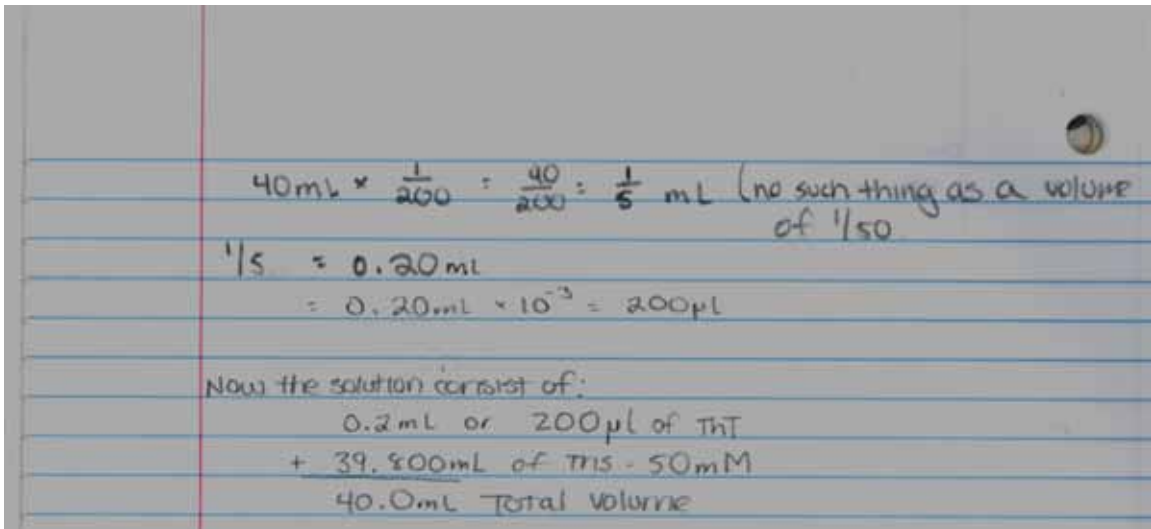 40mL × 1/200 = 40/200 = 1/5 mL (no such thing as a volume
of 1/50
1/5 = 0.20mL
= 0.20mL × 10⁻³ = 200µl
Now the solution consist of:
0.2mL or 200µl of ThT
+ 39.800mL of Tris - 50mM
40.0mL Total volume